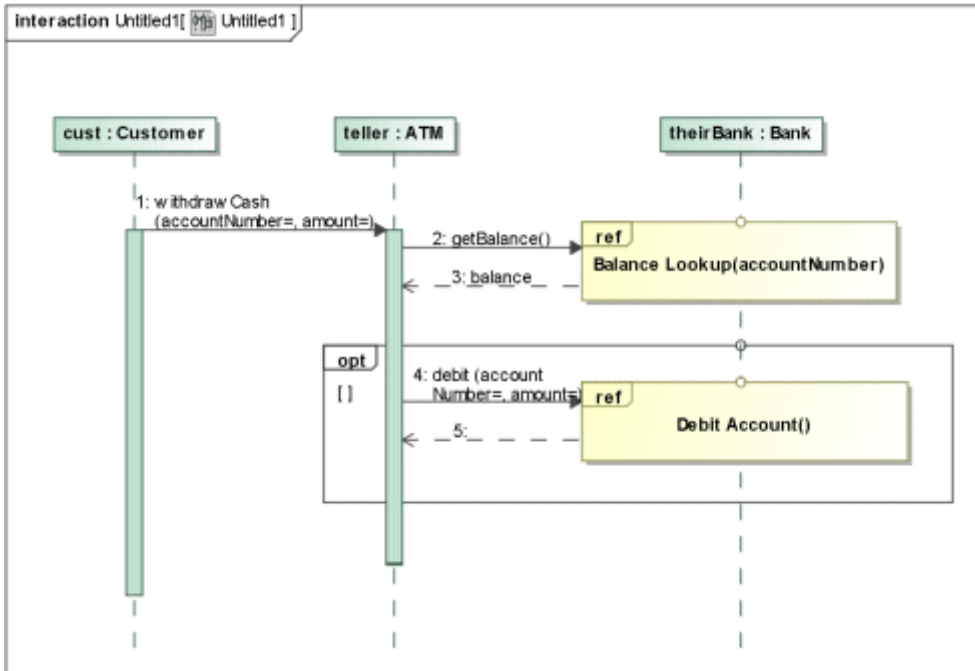 interaction Untitled1[ Untitled1 ]
cust : Customer
teller : ATM
theirBank : Bank
1: withdraw Cash
(accountNumber=, amount=)
2: getBalance()
ref
Balance Lookup(accountNumber)
3: balance
opt
[ ]
4: debit (account
Number=, amount=)
ref
Debit Account()
5: